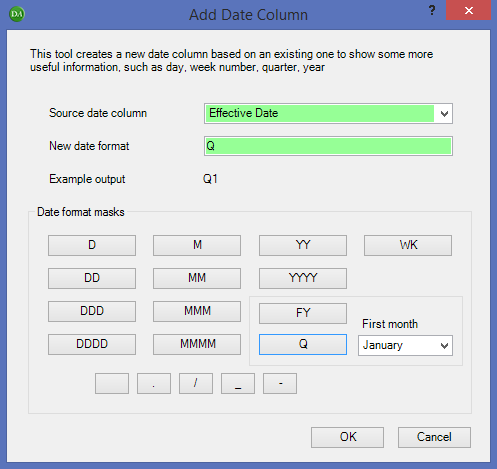 DA
Add Date Column
?
x
This tool creates a new date column based on an existing one to show some more
useful information, such as day, week number, quarter, year
Source date column
Effective Date
New date format
Q
Example output
Q1
Date format masks
D M YY WK
DD MM YYYY
DDD MMM FY
First month
DDDD MMMM Q January
. / _ -
OK Cancel